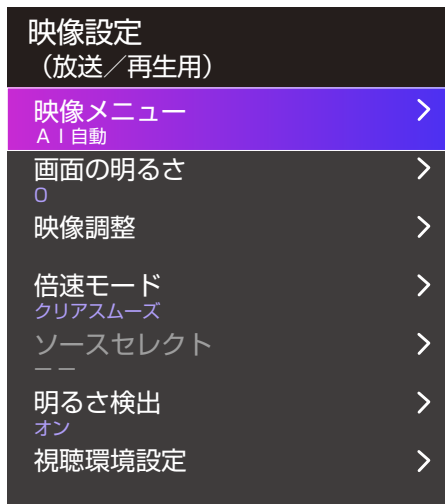 映像設定
（放送／再生用）
映像メニュー
ＡＩ自動
画面の明るさ
0
映像調整
倍速モード
クリアスムーズ
ソースセレクト
－－
明るさ検出
オン
視聴環境設定